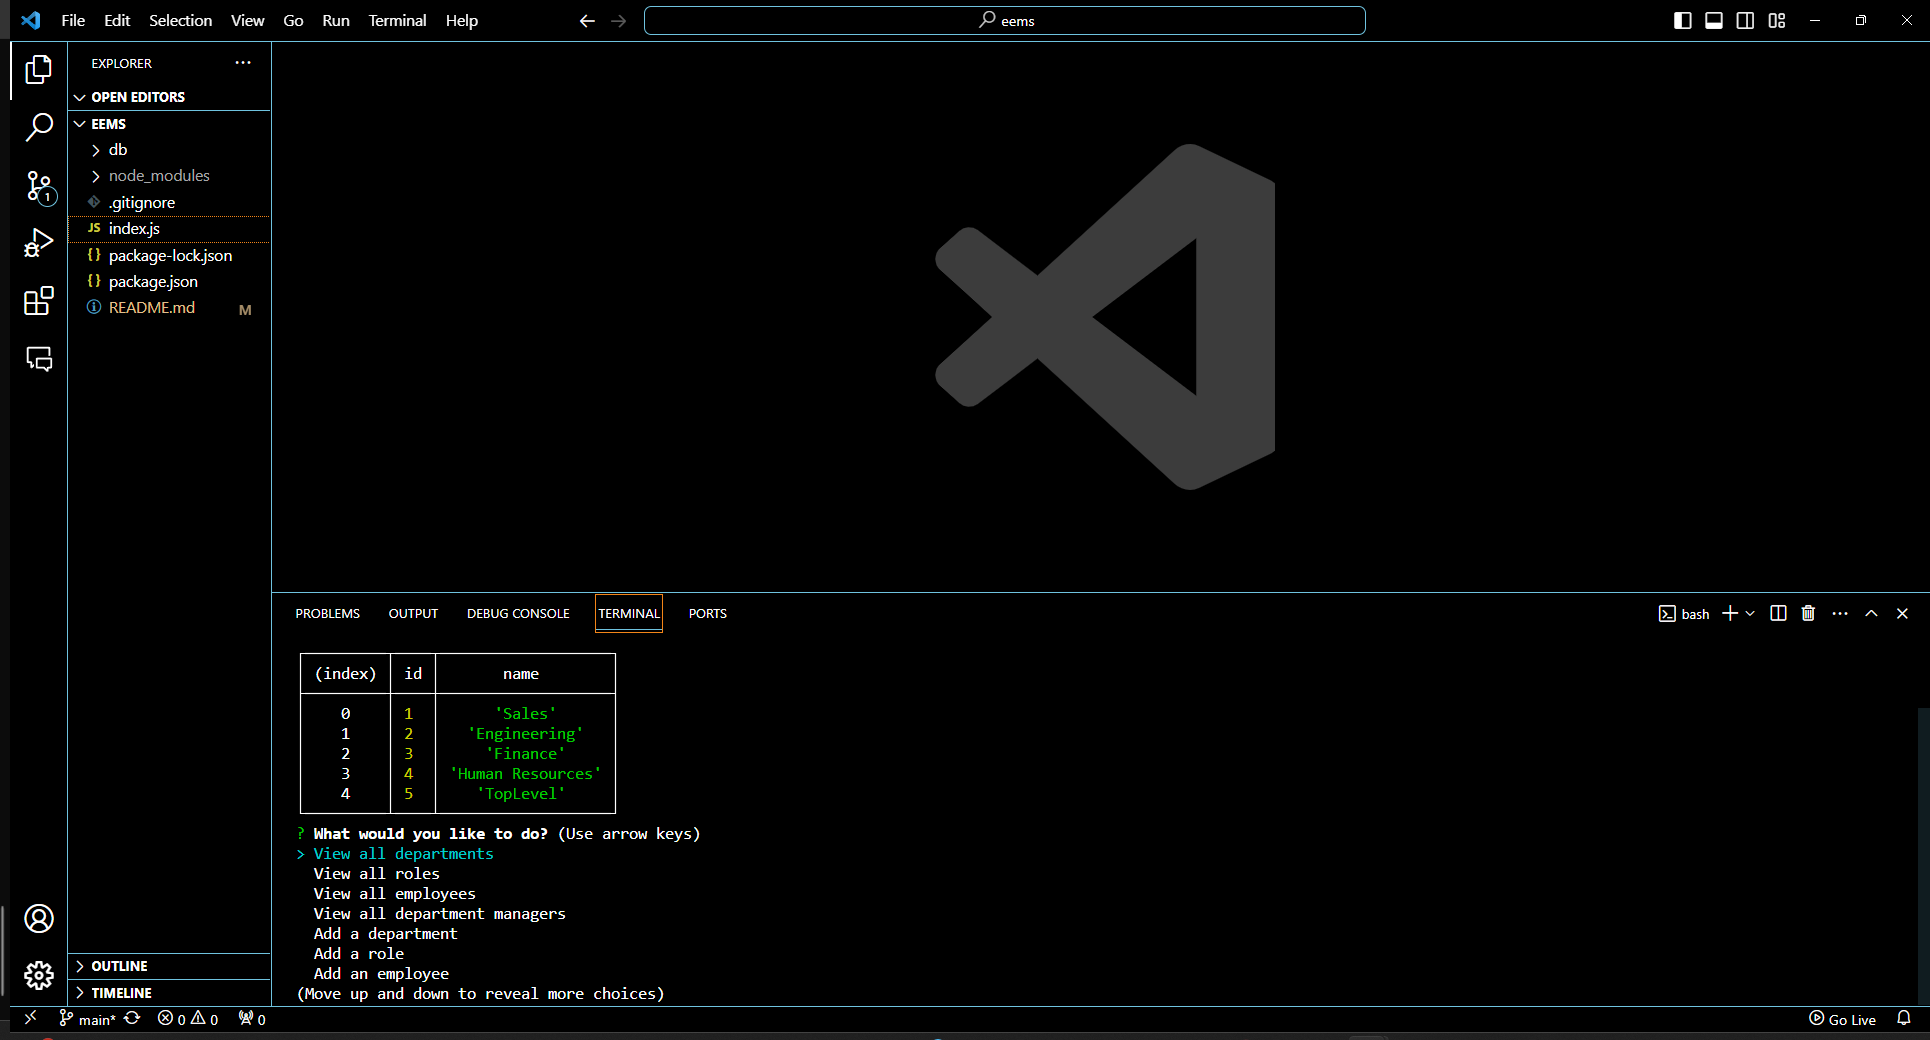 File Edit Selection View Go Run Terminal Help
eems
EXPLORER
OPEN EDITORS
EEMS
db
node_modules
.gitignore
JS index.js
{} package-lock.json
{} package.json
README.md M
1
OUTLINE
TIMELINE
PROBLEMS OUTPUT DEBUG CONSOLE TERMINAL PORTS
bash
(index) id name
0 1 'Sales'
1 2 'Engineering'
2 3 'Finance'
3 4 'Human Resources'
4 5 'TopLevel'
? What would you like to do? (Use arrow keys)
> View all departments
View all roles
View all employees
View all department managers
Add a department
Add a role
Add an employee
(Move up and down to reveal more choices)
main* 0 0 0 Go Live